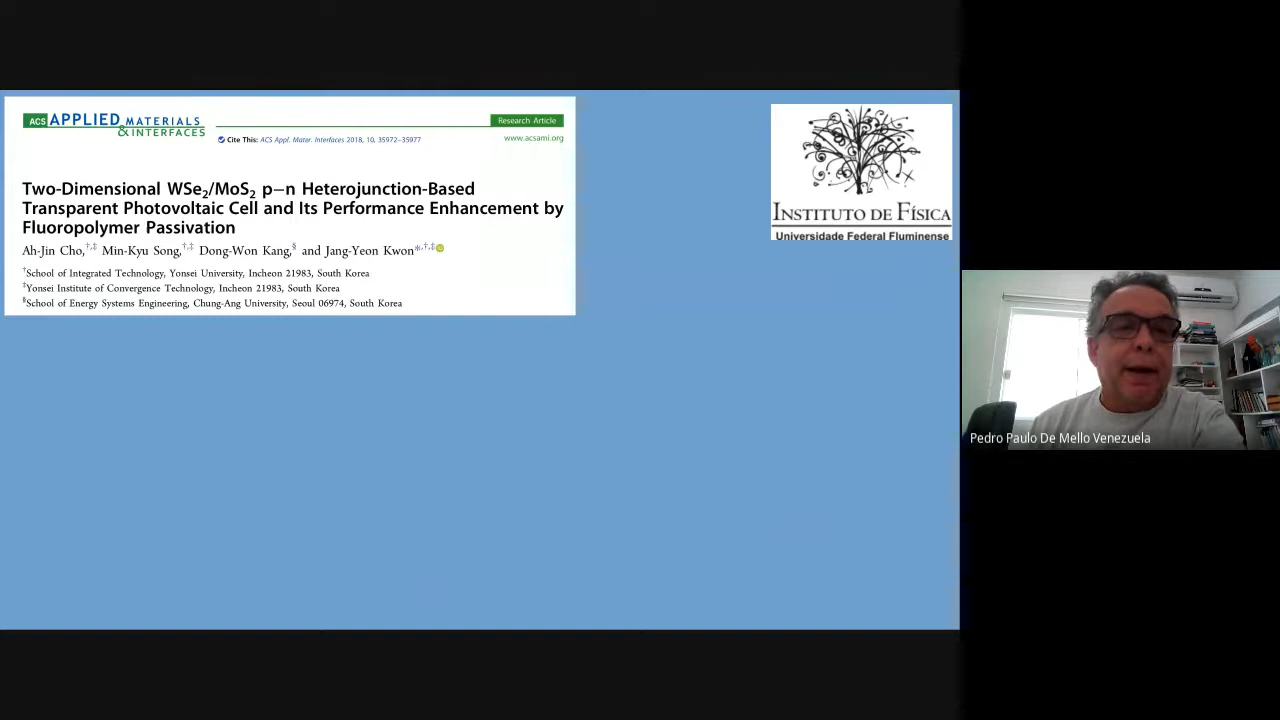 ACS APPLIED MATERIALS
& INTERFACES
Research Article
Cite This: ACS Appl. Mater. Interfaces 2018, 10, 35972−35977
www.acsami.org
Two-Dimensional WSe₂/MoS₂ p−n Heterojunction-Based
Transparent Photovoltaic Cell and Its Performance Enhancement by
Fluoropolymer Passivation
Ah-Jin Cho,†,‡ Min-Kyu Song,†,‡ Dong-Won Kang,§ and Jang-Yeon Kwon*,†,‡
†School of Integrated Technology, Yonsei University, Incheon 21983, South Korea
‡Yonsei Institute of Convergence Technology, Incheon 21983, South Korea
§School of Energy Systems Engineering, Chung-Ang University, Seoul 06974, South Korea
INSTITUTO DE FÍSICA
Universidade Federal Fluminense
Pedro Paulo De Mello Venezuela